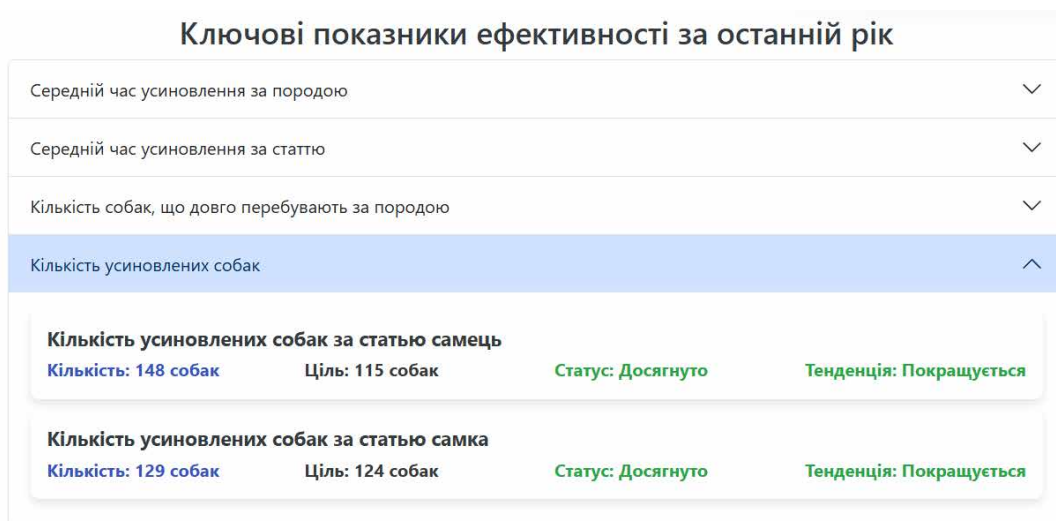 Ключові показники ефективності за останній рік
Середній час усиновлення за породою
Середній час усиновлення за статтю
Кількість собак, що довго перебувають за породою
Кількість усиновлених собак
Кількість усиновлених собак за статью самець
Кількість: 148 собак Ціль: 115 собак Статус: Досягнуто Тенденція: Покращується
Кількість усиновлених собак за статью самка
Кількість: 129 собак Ціль: 124 собак Статус: Досягнуто Тенденція: Покращується